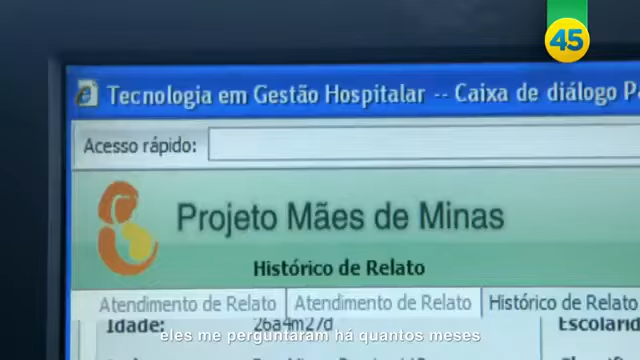 45
Tecnologia em Gestão Hospitalar -- Caixa de diálogo
Acesso rápido:
Projeto Mães de Minas
Histórico de Relato
Atendimento de Relato Atendimento de Relato Histórico de Relato
Idade: 26a4m27d
eles me perguntaram há quantos meses